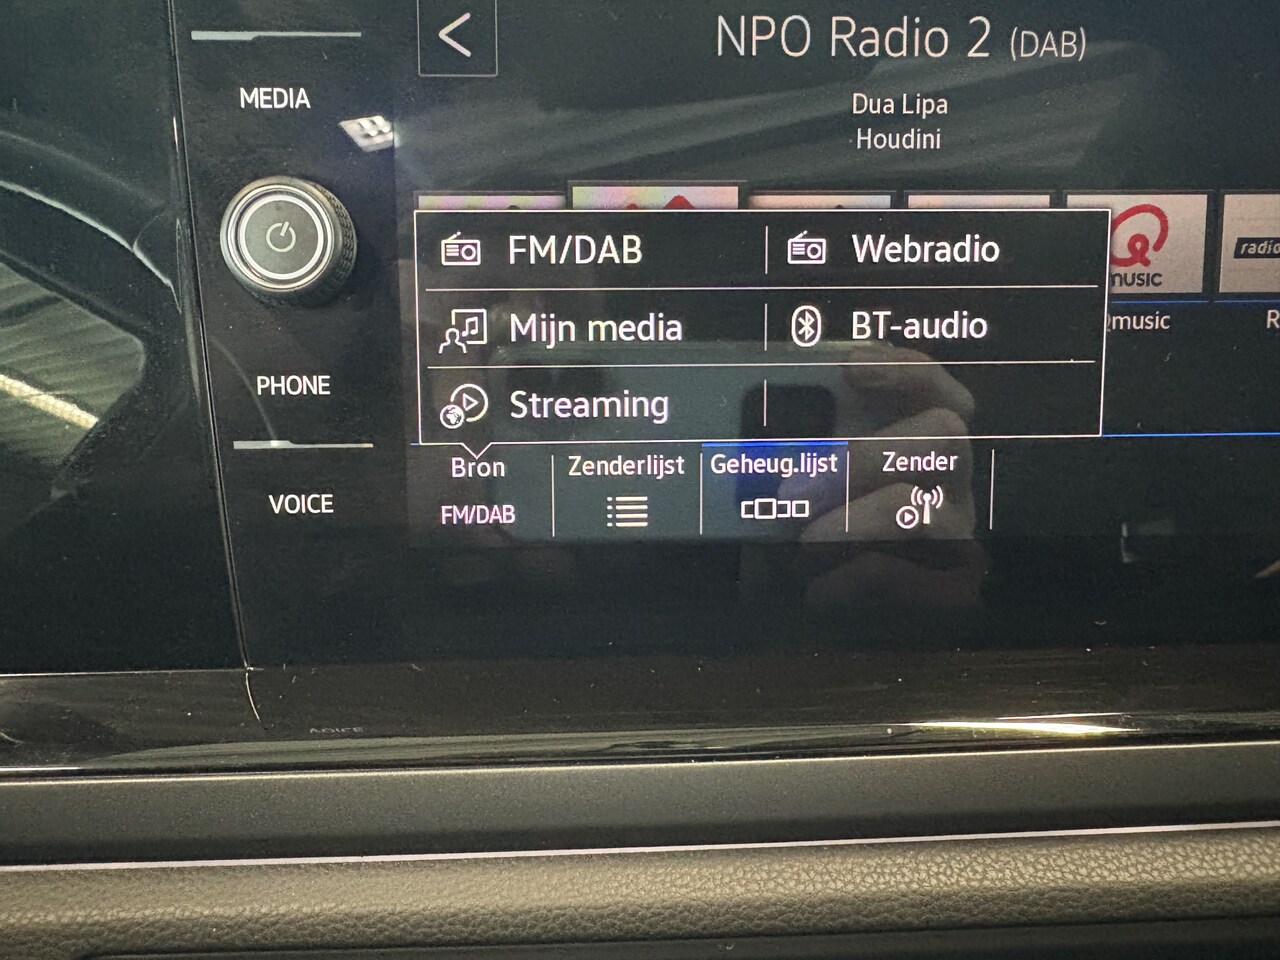 NPO Radio 2 (DAB)
MEDIA
Dua Lipa
Houdini
FM/DAB
Webradio
radio
music
music
R
Mijn media
BT-audio
PHONE
Streaming
Bron
Zenderlijst
Geheug.lijst
Zender
VOICE
FM/DAB